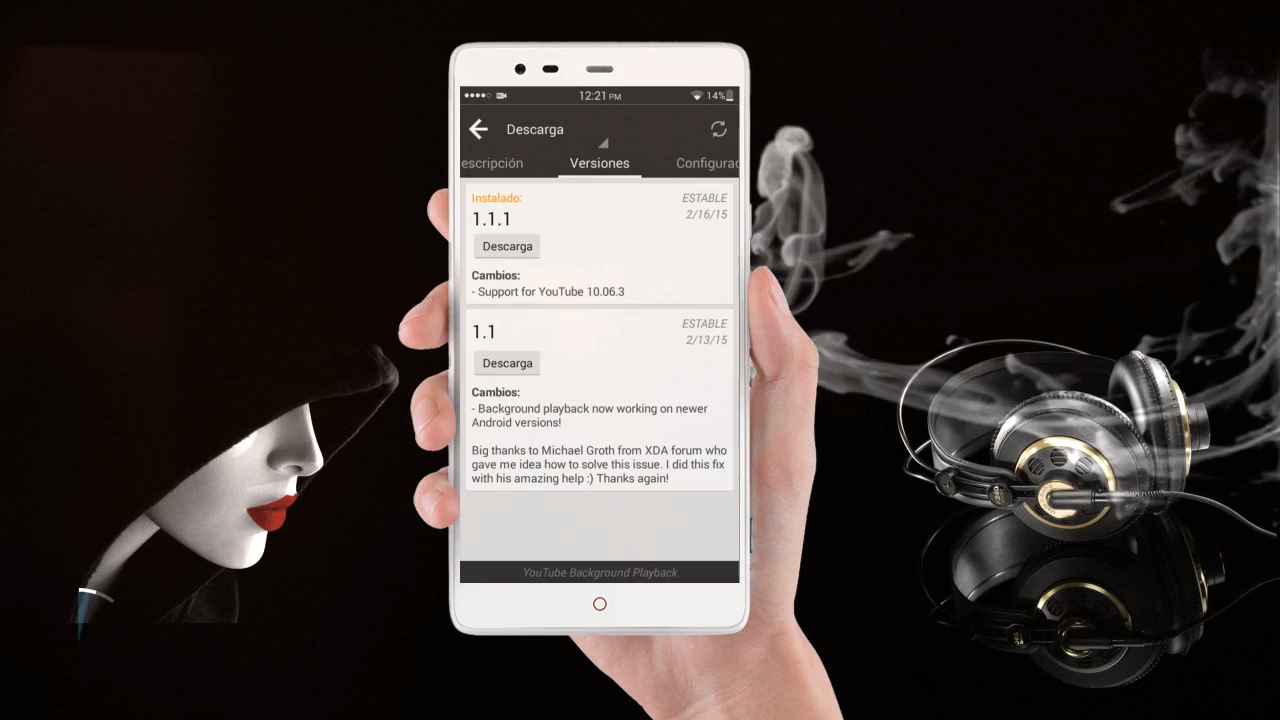 12:21 PM
14%
Descarga
escripción
Versiones
Configurac
Instalado:
ESTABLE
1.1.1
2/16/15
Descarga
Cambios:
- Support for YouTube 10.06.3
1.1
ESTABLE
2/13/15
Descarga
Cambios:
- Background playback now working on newer
Android versions!
Big thanks to Michael Groth from XDA forum who
gave me idea how to solve this issue. I did this fix
with his amazing help :) Thanks again!
YouTube Background Playback